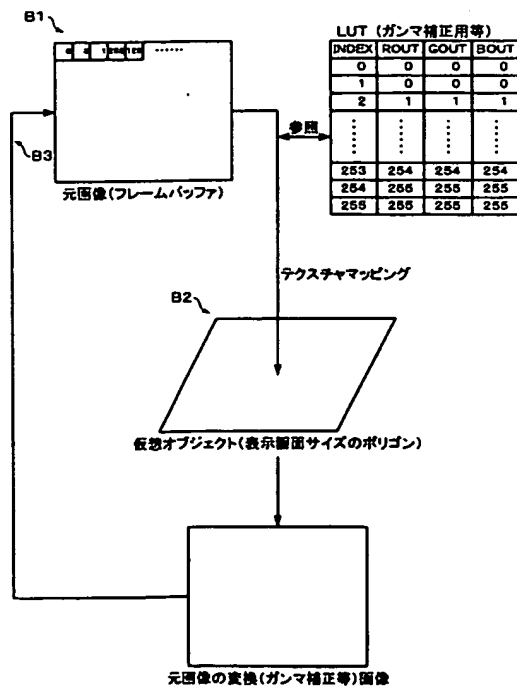 B1
0 0 1 255 128 ……
B3
元画像(フレームバッファ)
LUT (ガンマ補正用等)
INDEX ROUT GOUT BOUT
0 0 0 0
1 0 0 0
2 1 1 1
253 254 254 254
254 255 255 255
255 255 255 255
参照
テクスチャマッピング
B2
仮想オブジェクト(表示画面サイズのポリゴン)
元画像の変換(ガンマ補正等)画像